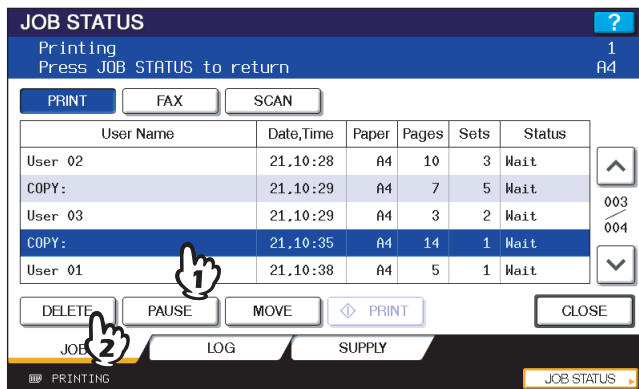 JOB STATUS ?
Printing 1
Press JOB STATUS to return A4
PRINT FAX SCAN
User Name Date,Time Paper Pages Sets Status
User 02 21,10:28 A4 10 3 Wait
COPY: 21,10:29 A4 7 5 Wait
User 03 21,10:29 A4 3 2 Wait
003
004
COPY: 21,10:35 A4 14 1 Wait
1
User 01 21,10:38 A4 5 1 Wait
DELETE PAUSE MOVE PRINT CLOSE
2
JOB LOG SUPPLY
PRINTING JOB STATUS